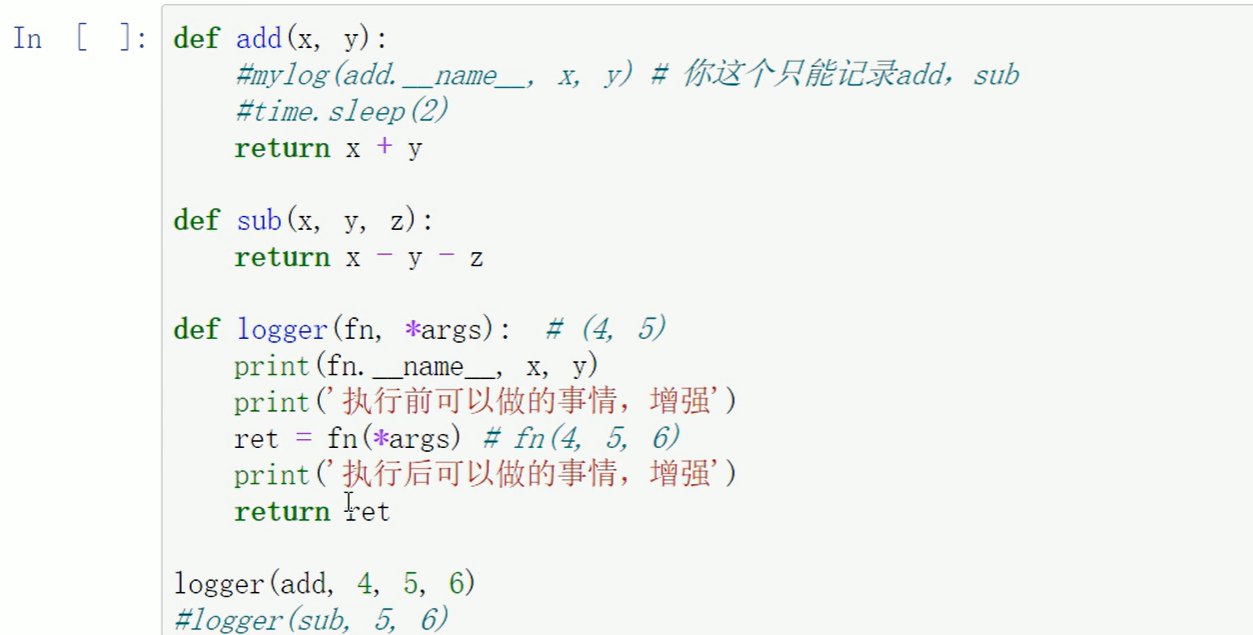 In [ ]: def add(x, y):
    #mylog(add.__name__, x, y) # 你这个只能记录add，sub
    #time.sleep(2)
    return x + y
def sub(x, y, z):
    return x - y - z
def logger(fn, *args):  # (4, 5)
    print(fn.__name__, x, y)
    print('执行前可以做的事情，增强')
    ret = fn(*args) # fn(4, 5, 6)
    print('执行后可以做的事情，增强')
    return ret
logger(add, 4, 5, 6)
#logger(sub, 5, 6)